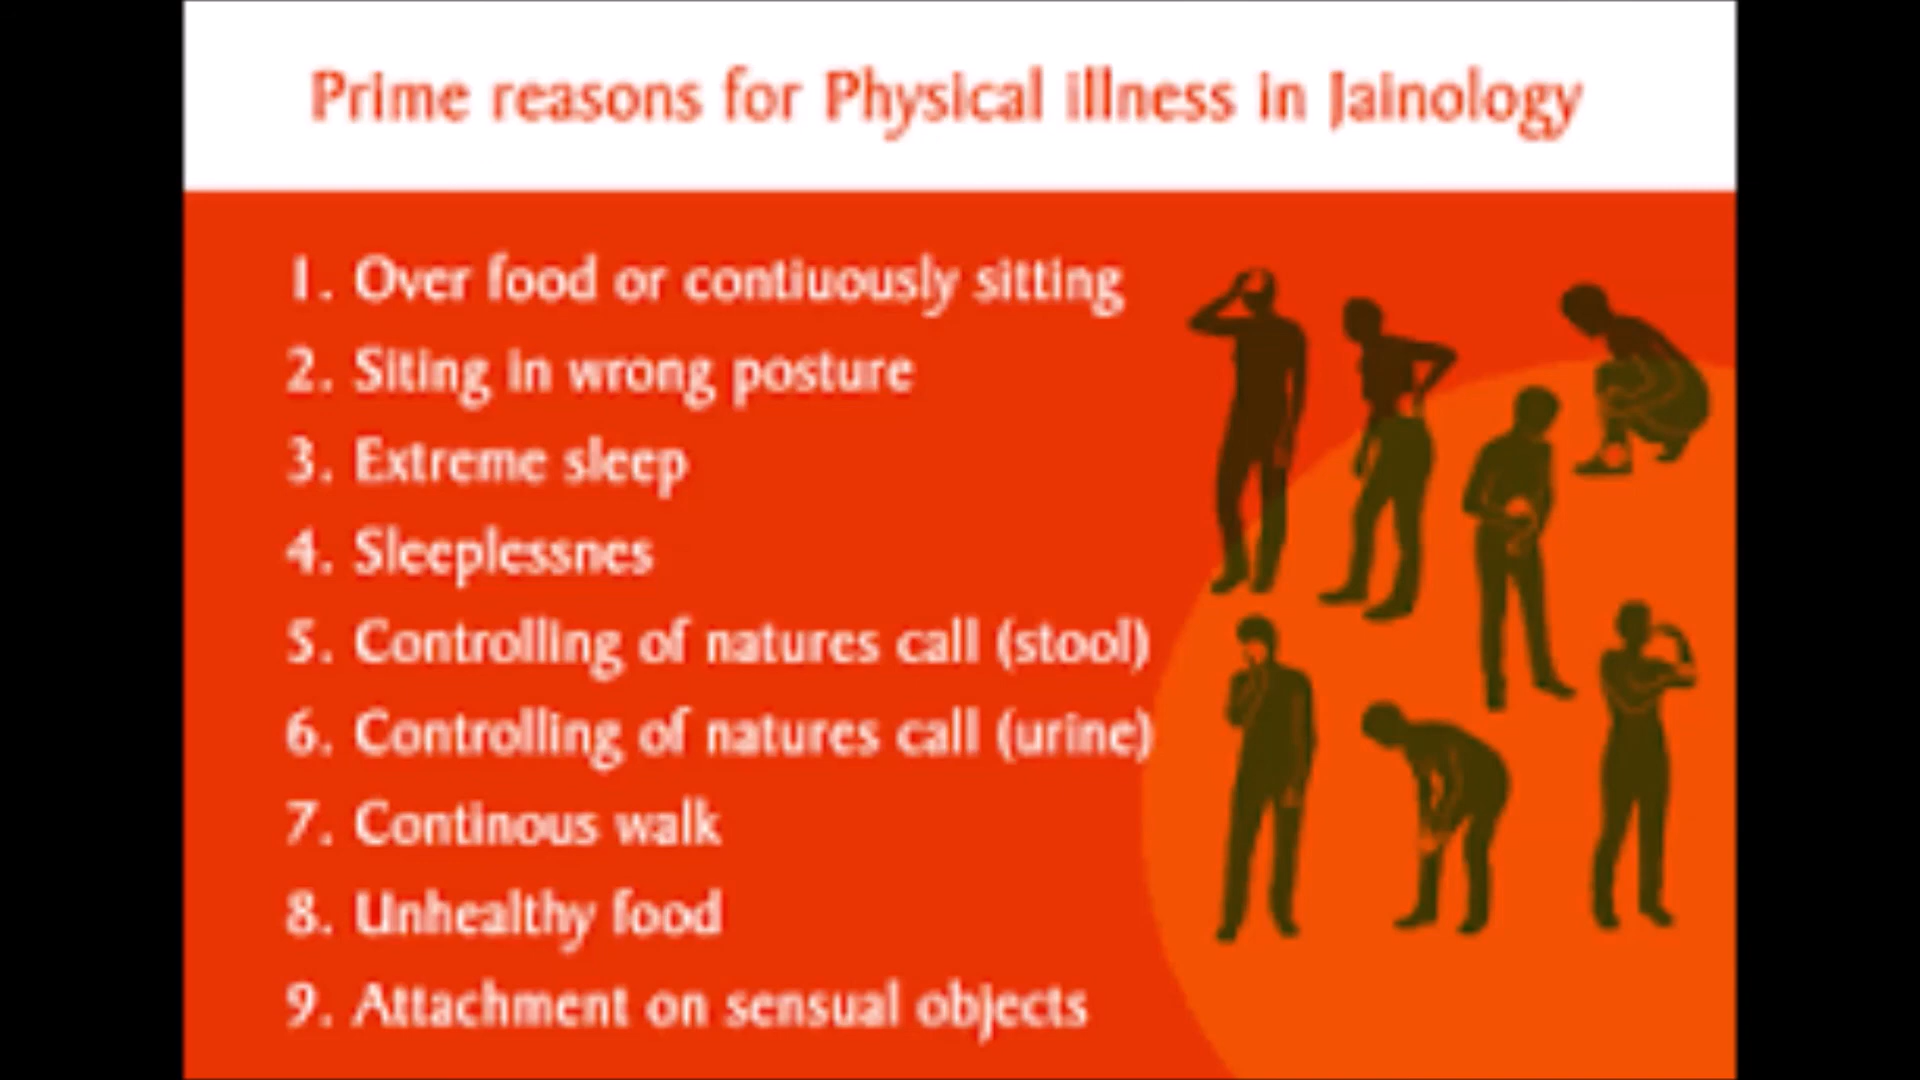 Prime reasons for Physical illness in Jainology
1. Over food or contiuously sitting
2. Siting in wrong posture
3. Extreme sleep
4. Sleeplessnes
5. Controlling of natures call (stool)
6. Controlling of natures call (urine)
7. Continous walk
8. Unhealthy food
9. Attachment on sensual objects